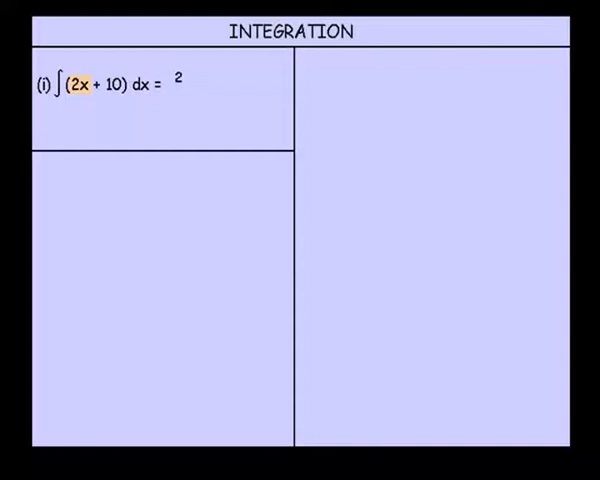 INTEGRATION
(i) ∫(2x + 10) dx = ²